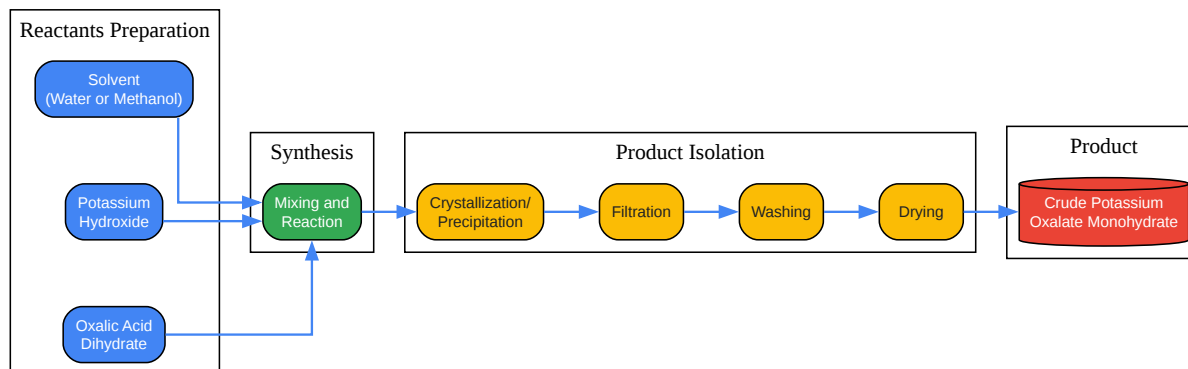 Reactants Preparation
Solvent
(Water or Methanol)
Potassium
Hydroxide
Oxalic Acid
Dihydrate
Synthesis
Mixing and
Reaction
Product Isolation
Crystallization/
Precipitation
Filtration
Washing
Drying
Product
Crude Potassium
Oxalate Monohydrate